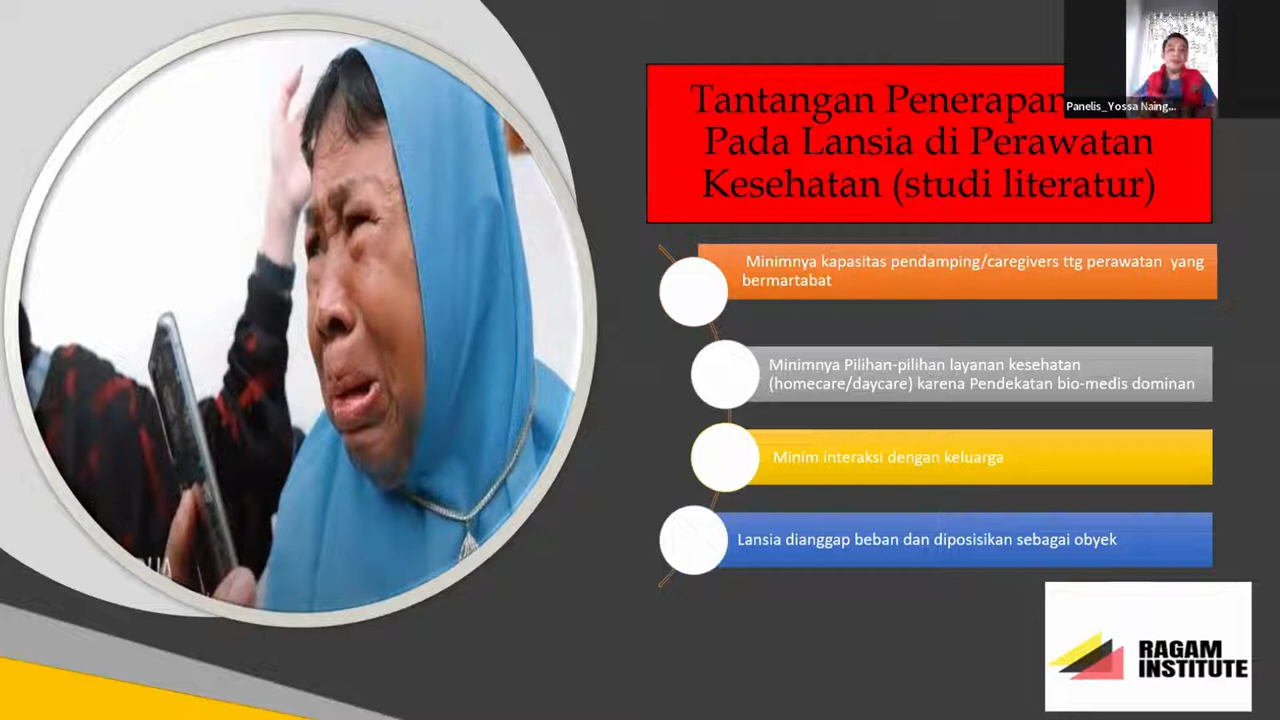 Tantangan Penerapan
Pada Lansia di Perawatan
Kesehatan (studi literatur)
Panelis_Yossa Naing...
Minimnya kapasitas pendamping/caregivers ttg perawatan yang
bermartabat
Minimnya Pilihan-pilihan layanan kesehatan
(homecare/daycare) karena Pendekatan bio-medis dominan
Minim interaksi dengan keluarga
Lansia dianggap beban dan diposisikan sebagai obyek
RAGAM
INSTITUTE